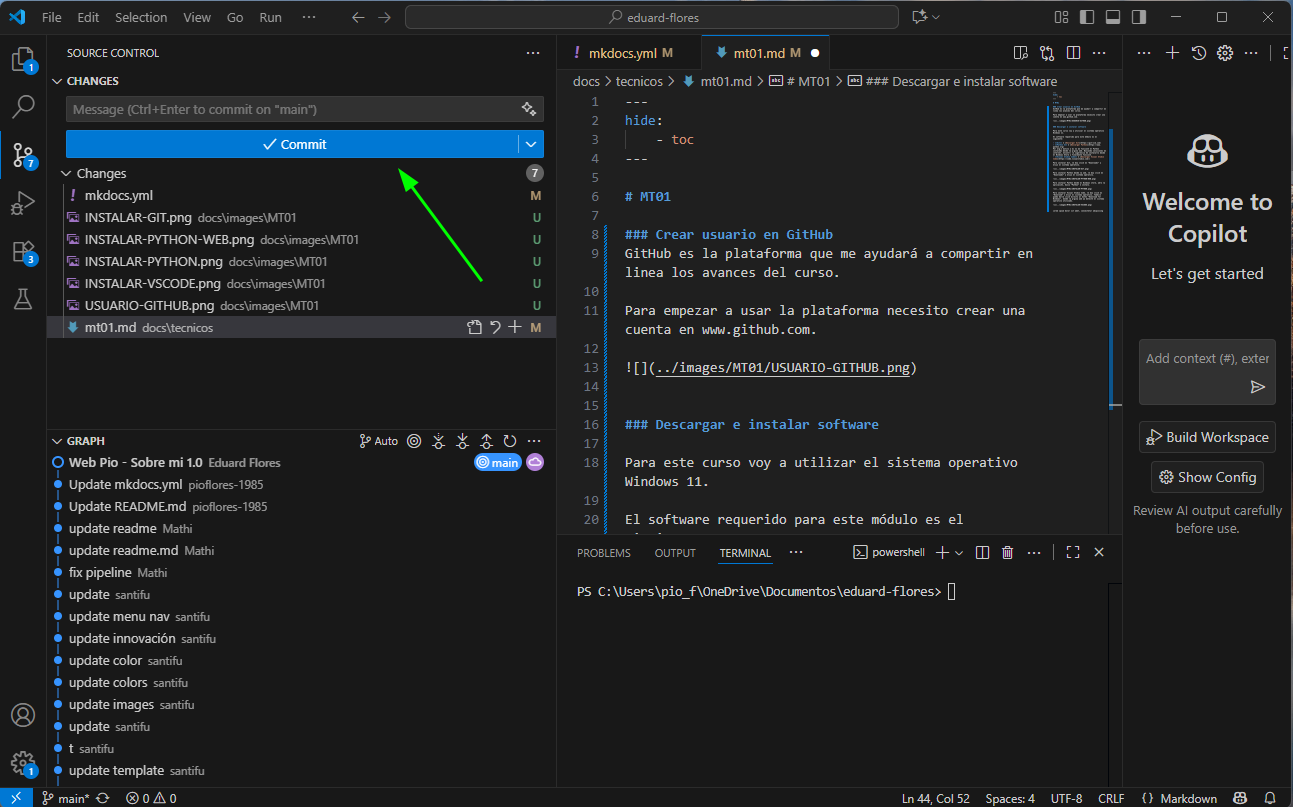 File Edit Selection View Go Run ···
eduard-flores
SOURCE CONTROL
CHANGES
Message (Ctrl+Enter to commit on "main")
Commit
Changes 7
mkdocs.yml M
INSTALAR-GIT.png docs\images\MT01 U
INSTALAR-PYTHON-WEB.png docs\images\MT01 U
INSTALAR-PYTHON.png docs\images\MT01 U
INSTALAR-VSCODE.png docs\images\MT01 U
USUARIO-GITHUB.png docs\images\MT01 U
mt01.md docs\tecnicos M
GRAPH
Auto
Web Pio - Sobre mi 1.0 Eduard Flores main
Update mkdocs.yml pioflores-1985
Update README.md pioflores-1985
update readme Mathi
update readme.md Mathi
fix pipeline Mathi
update santifu
update menu nav santifu
update innovación santifu
update color santifu
update colors santifu
update images santifu
update santifu
t santifu
update template santifu
1
7
3
1
! mkdocs.yml M
mt01.md M
docs > tecnicos > mt01.md > # MT01 > ### Descargar e instalar software
1 ---
2 hide:
3 - toc
4 ---
5
6 # MT01
7
8 ### Crear usuario en GitHub
9 GitHub es la plataforma que me ayudará a compartir en
linea los avances del curso.
10
11 Para empezar a usar la plataforma necesito crear una
cuenta en www.github.com.
12
13 ![](../images/MT01/USUARIO-GITHUB.png)
14
15
16 ### Descargar e instalar software
17
18 Para este curso voy a utilizar el sistema operativo
Windows 11.
19
20 El software requerido para este módulo es el
PROBLEMS OUTPUT TERMINAL ···
powershell
PS C:\Users\pio_f\OneDrive\Documentos\eduard-flores>
Welcome to
Copilot
Let's get started
Add context (#), exter
Build Workspace
Show Config
Review AI output carefully
before use.
main* 0 0
Ln 44, Col 52 Spaces: 4 UTF-8 CRLF {} Markdown